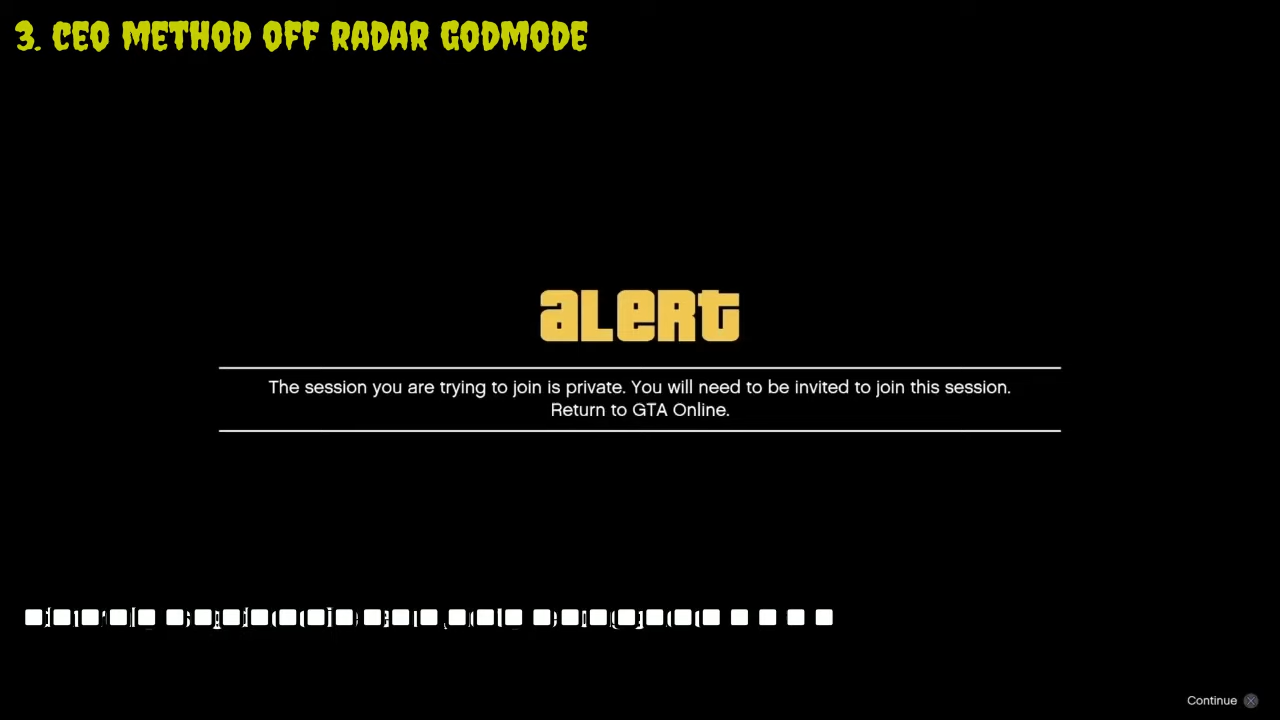 3. CEO METHOD OFF RADAR GODMODE
aLeRt
The session you are trying to join is private. You will need to be invited to join this session.
Return to GTA Online.
Continue